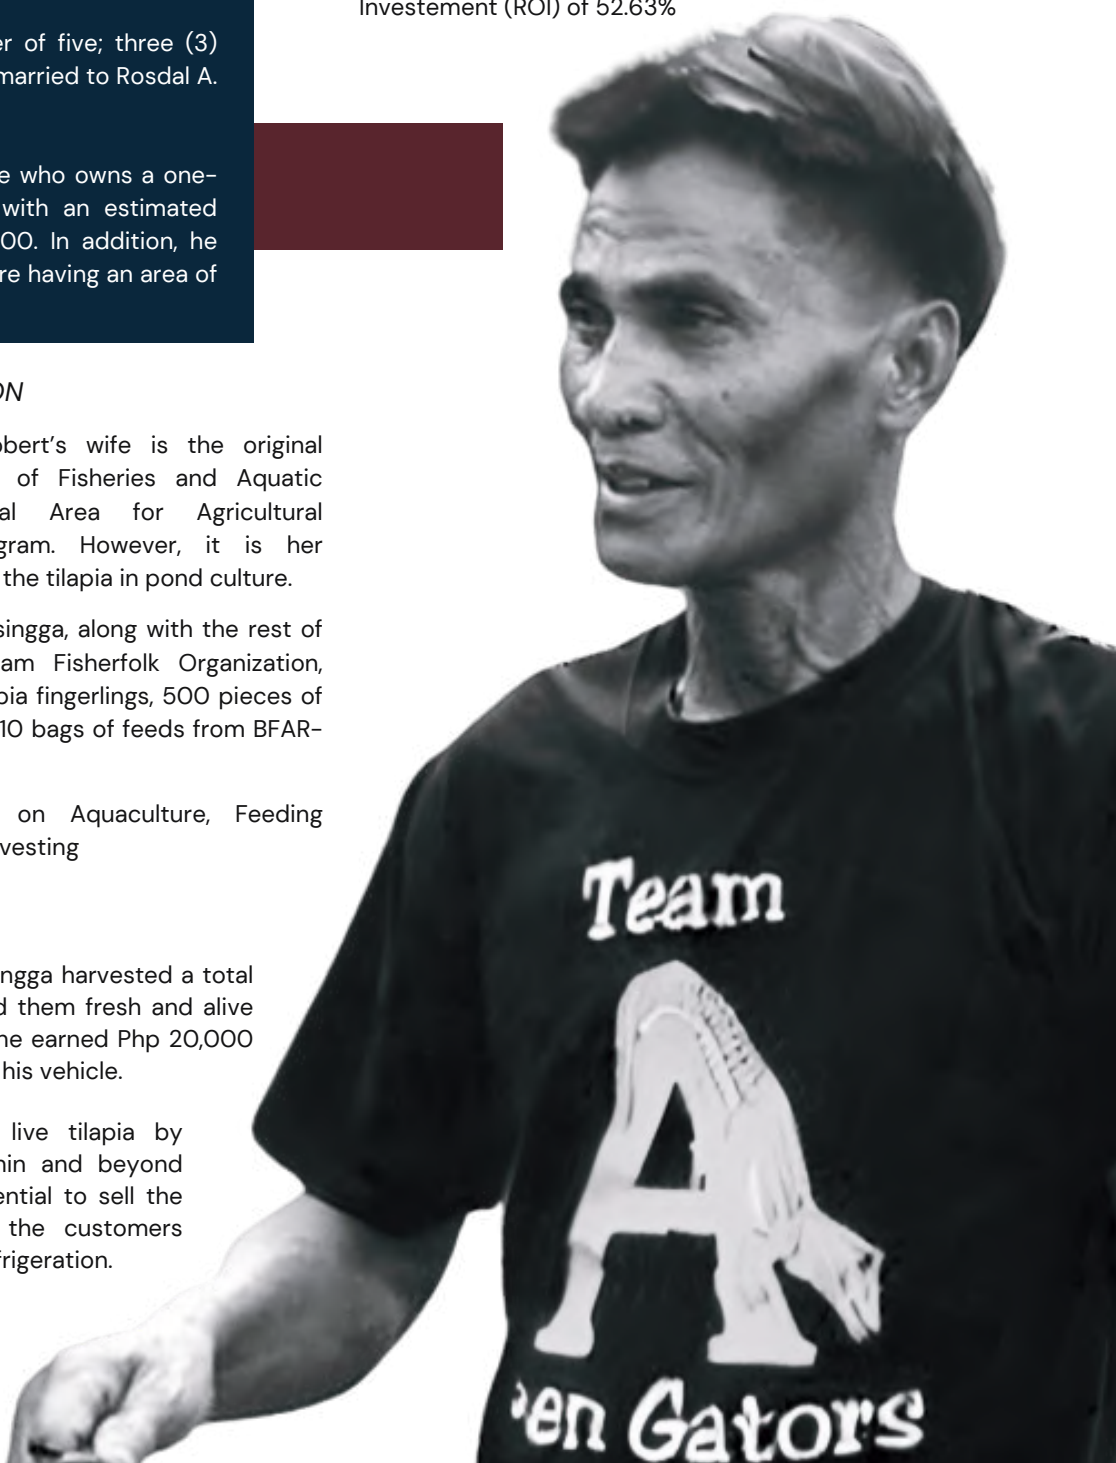 Investement (ROI) of 52.63%
er of five; three (3)
married to Rosdal A.
e who owns a one-
with an estimated
00. In addition, he
re having an area of
ON
obert's wife is the original
of Fisheries and Aquatic
al Area for Agricultural
gram. However, it is her
the tilapia in pond culture.
singga, along with the rest of
am Fisherfolk Organization,
pia fingerlings, 500 pieces of
10 bags of feeds from BFAR-
on Aquaculture, Feeding
vesting
ngga harvested a total
d them fresh and alive
he earned Php 20,000
his vehicle.
live tilapia by
hin and beyond
ential to sell the
the customers
frigeration.
Team
A
en Gators